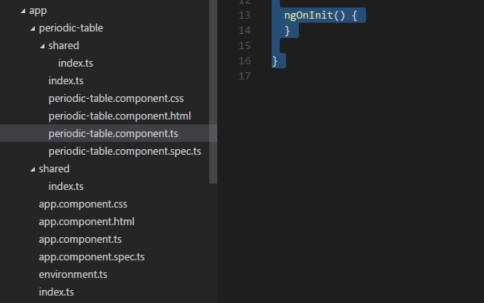 app
periodic-table
shared
index.ts
index.ts
periodic-table.component.css
periodic-table.component.html
periodic-table.component.ts
periodic-table.component.spec.ts
shared
index.ts
app.component.css
app.component.html
app.component.ts
app.component.spec.ts
environment.ts
index.ts
12
13 ngOnInit() {
14 }
15
16 }
17